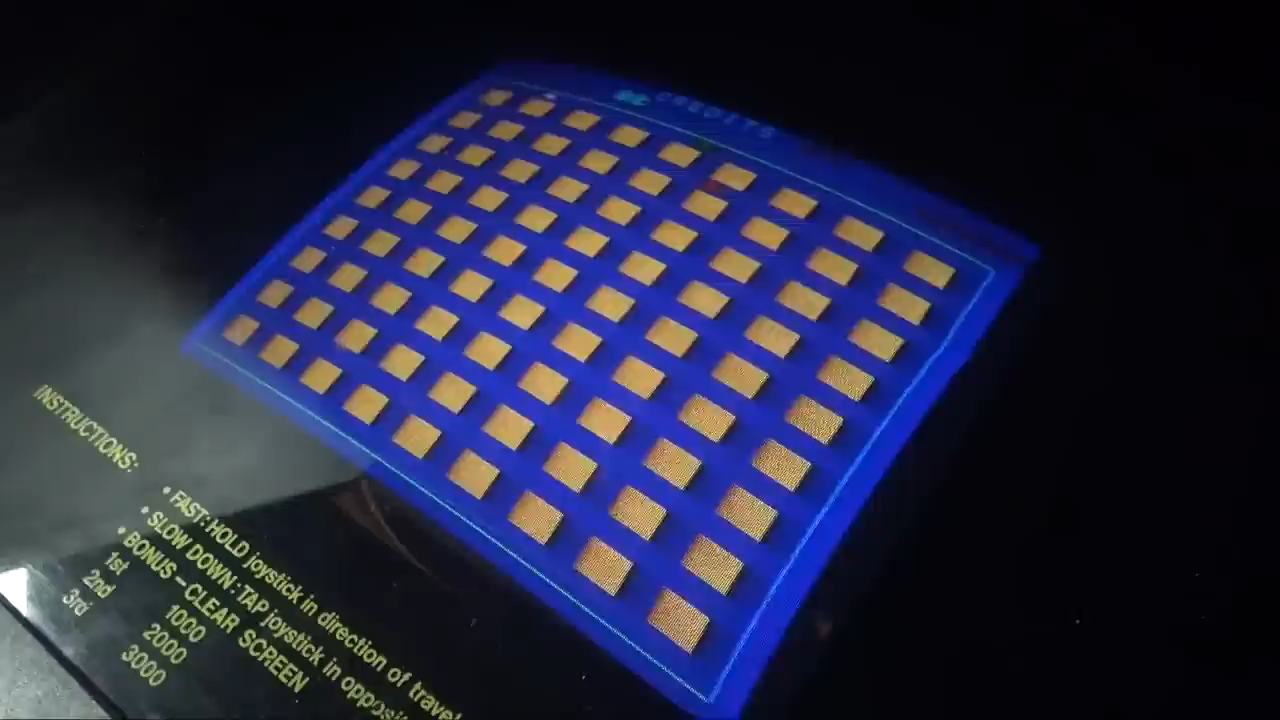 CREDITS
INSTRUCTIONS:
• FAST: HOLD joystick in direction of travel
• SLOW DOWN: TAP joystick in
• BONUS – CLEAR SCREEN
1st 1000
2nd 2000
3rd 3000